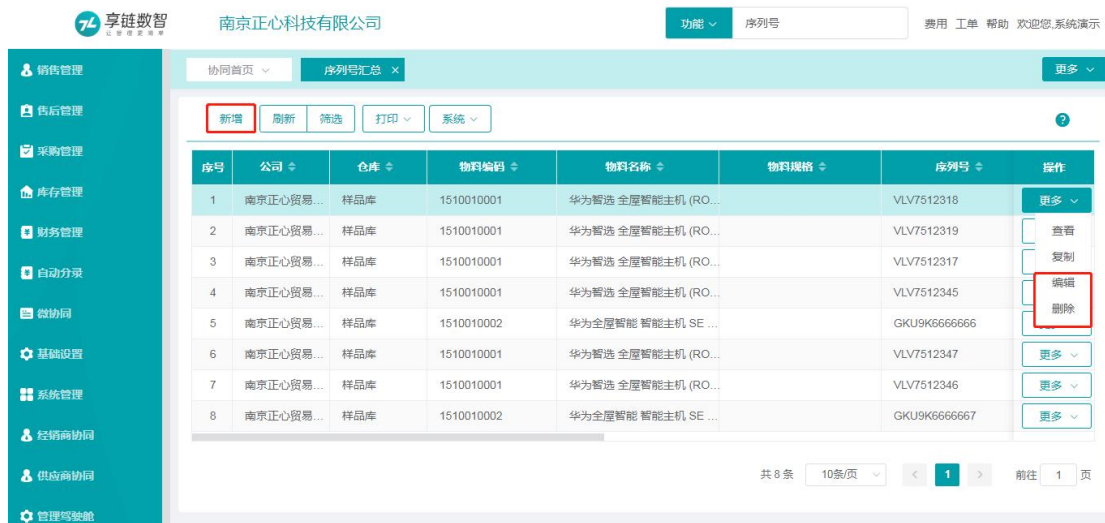 享链数智 南京正心科技有限公司 功能 序列号 费用 工单 帮助 欢迎您,系统演示
让管理更简单
销售管理 协同首页 序列号汇总 × 更多
售后管理 新增 刷新 筛选 打印 系统 ?
采购管理 序号 公司 仓库 物料编码 物料名称 物料规格 序列号 操作
库存管理 1 南京正心贸易... 样品库 1510010001 华为智选 全屋智能主机 (RO... VLV7512318 更多
财务管理 2 南京正心贸易... 样品库 1510010001 华为智选 全屋智能主机 (RO... VLV7512319 查看
自动分录 3 南京正心贸易... 样品库 1510010001 华为智选 全屋智能主机 (RO... VLV7512317 复制
微协同 4 南京正心贸易... 样品库 1510010001 华为智选 全屋智能主机 (RO... VLV7512345 编辑
删除
基础设置 5 南京正心贸易... 样品库 1510010002 华为全屋智能 智能主机 SE ... GKU9K6666666
6 南京正心贸易... 样品库 1510010001 华为智选 全屋智能主机 (RO... VLV7512347 更多
系统管理 7 南京正心贸易... 样品库 1510010001 华为智选 全屋智能主机 (RO... VLV7512346 更多
8 南京正心贸易... 样品库 1510010002 华为全屋智能 智能主机 SE ... GKU9K6666667 更多
经销商协同
供应商协同 共 8 条 10条/页 < 1 > 前往 1 页
管理驾驶舱